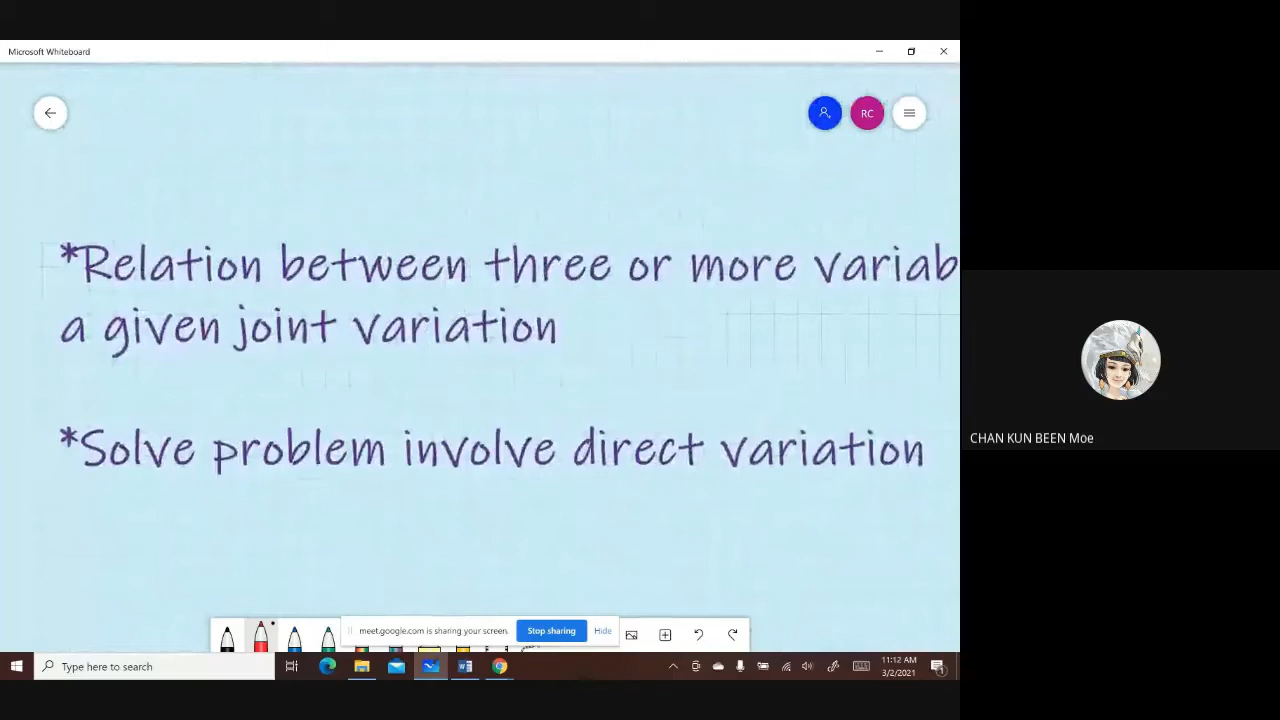 Microsoft Whiteboard
RC
*Relation between three or more variab
a given joint variation
*Solve problem involve direct variation
CHAN KUN BEEN Moe
meet.google.com is sharing your screen.
Stop sharing
Hide
Type here to search
11:12 AM
3/2/2021